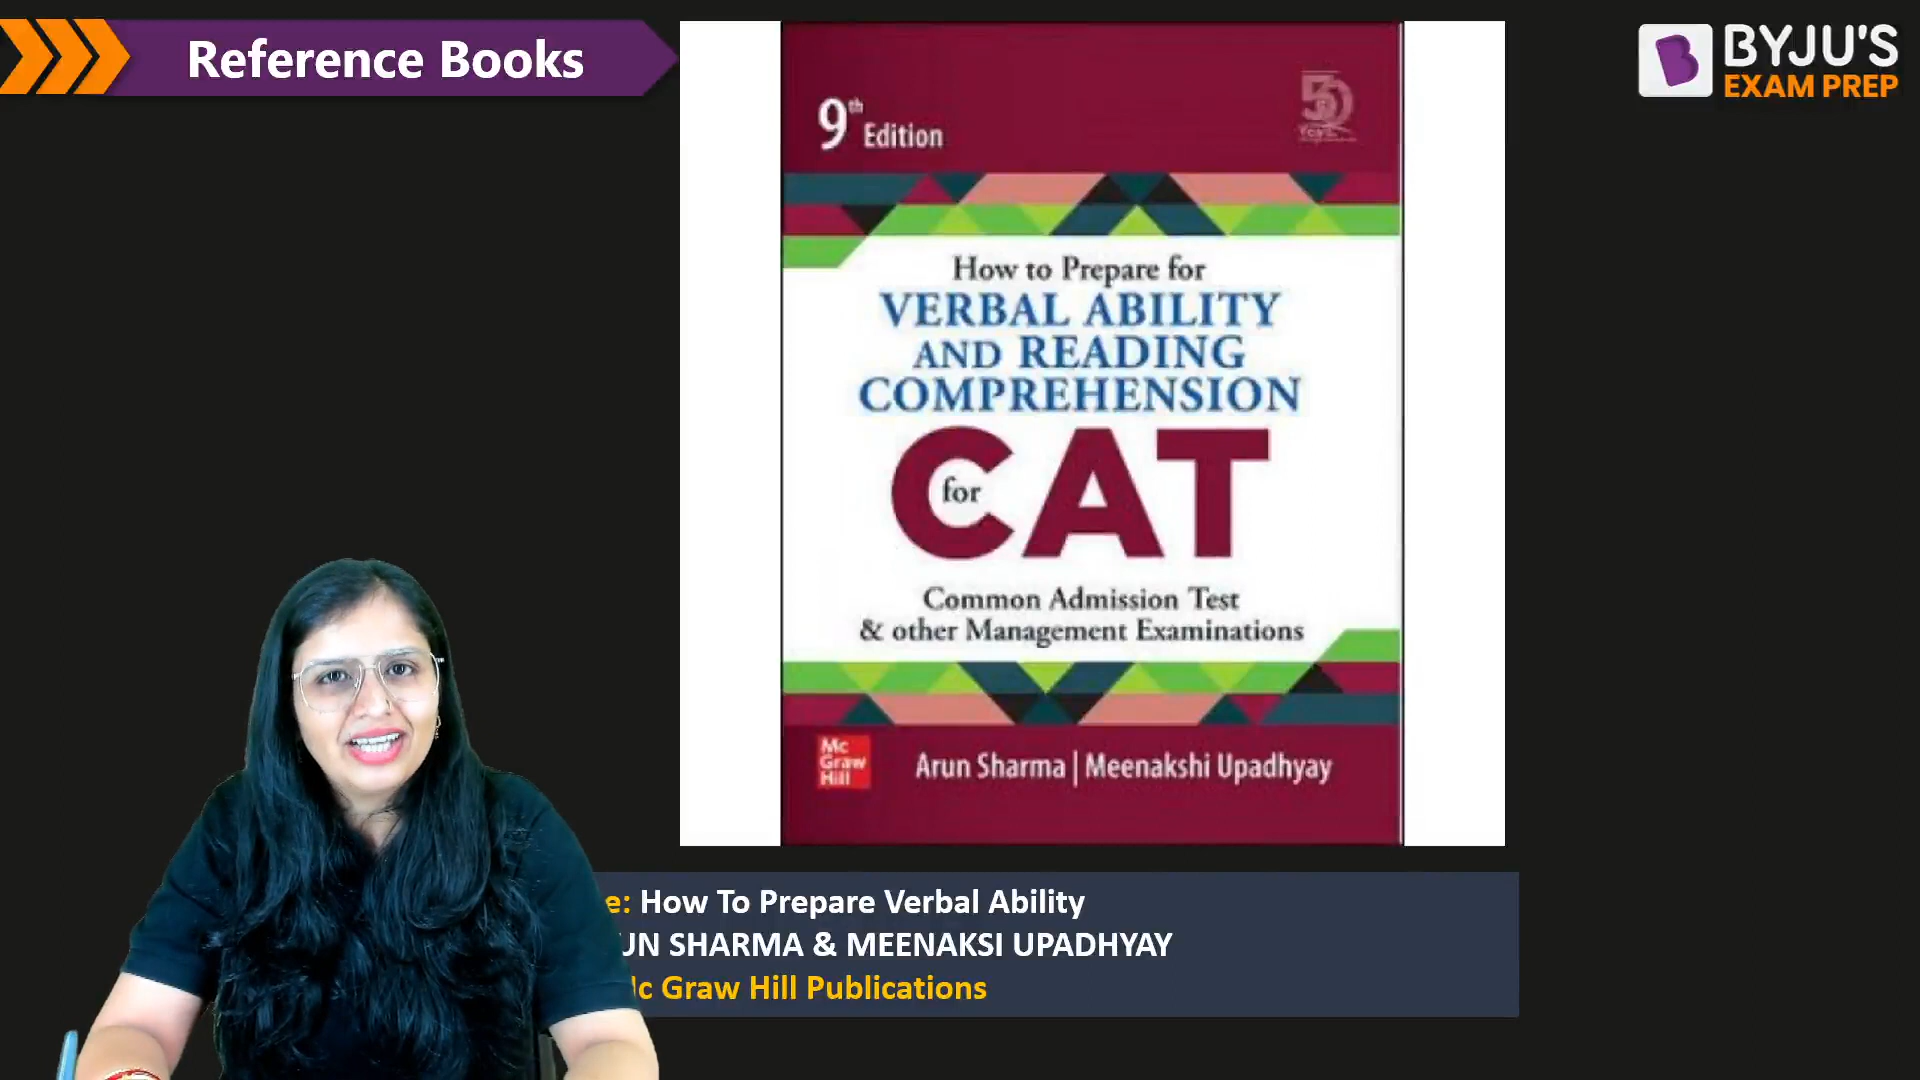 Reference Books
BYJU'S
EXAM PREP
9th Edition
50
Years
How to Prepare for
VERBAL ABILITY
AND READING
COMPREHENSION
for
CAT
Common Admission Test
& other Management Examinations
Mc
Graw
Hill
Arun Sharma | Meenakshi Upadhyay
e: How To Prepare Verbal Ability
UN SHARMA & MEENAKSI UPADHYAY
Graw Hill Publications